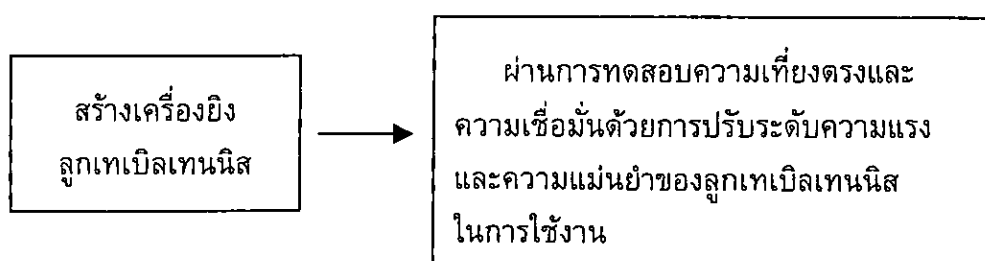 สร้างเครื่องยิง
ลูกเทเบิลเทนนิส
ผ่านการทดสอบความเที่ยงตรงและ
ความเชื่อมั่นด้วยการปรับระดับความแรง
และความแม่นยำของลูกเทเบิลเทนนิส
ในการใช้งาน